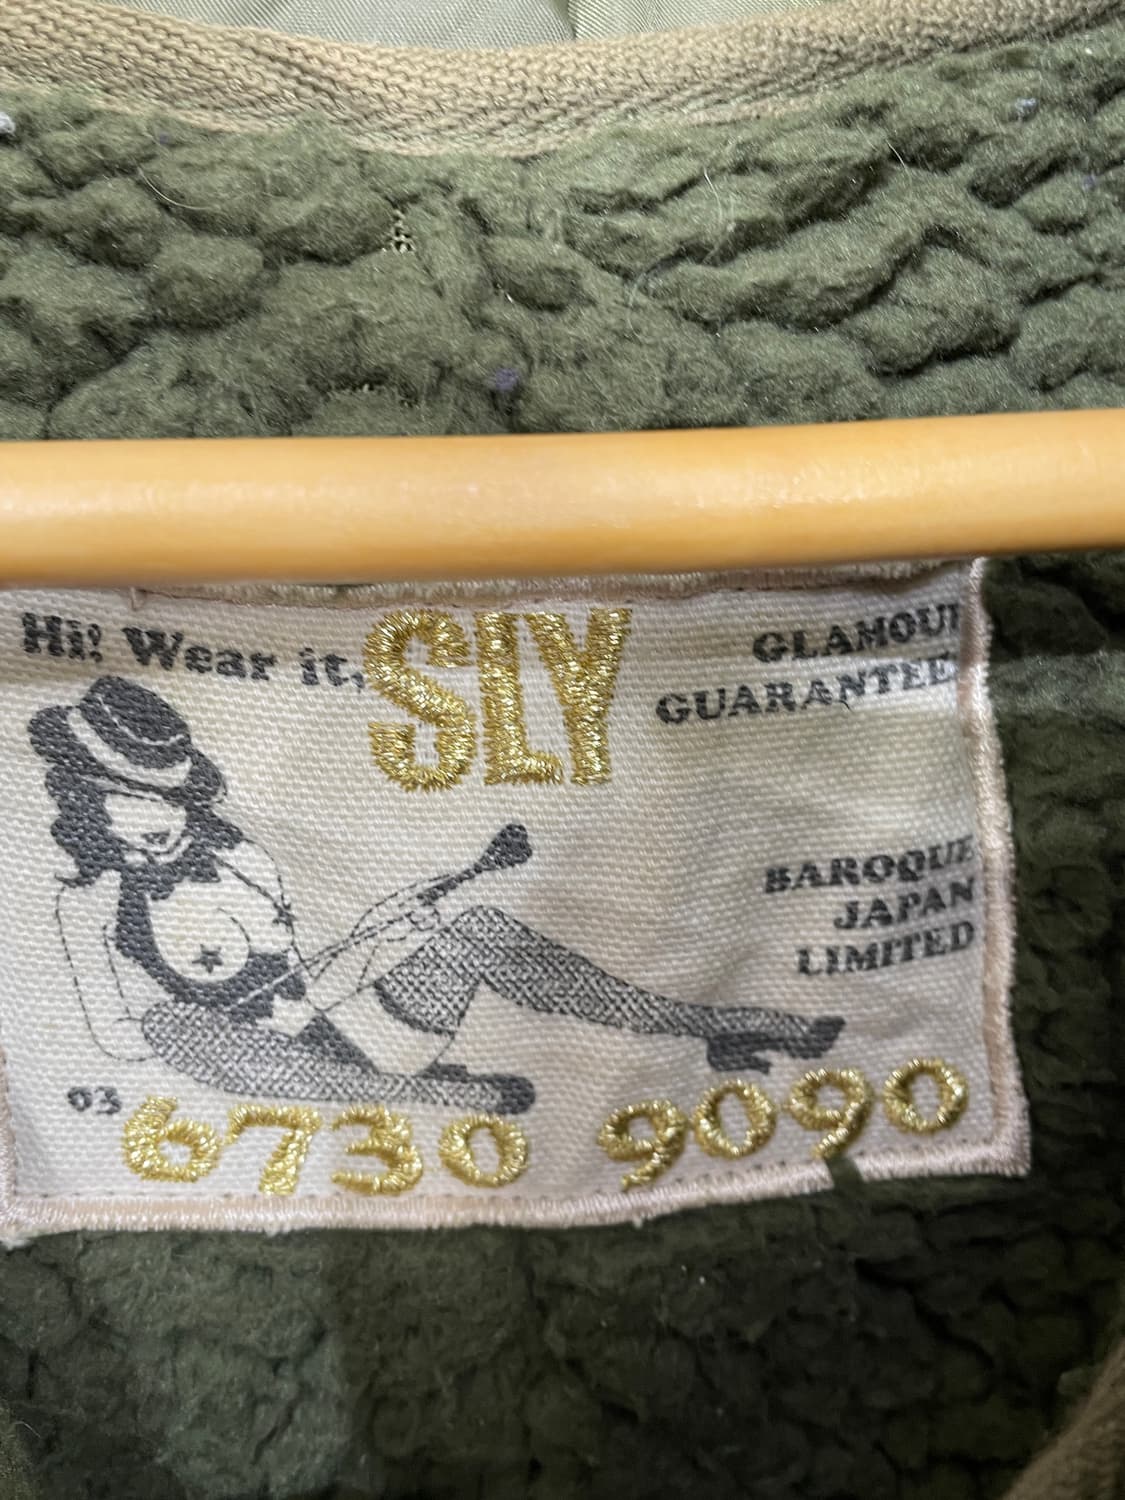 Hi! Wear it, SLY
GLAMOUR
GUARANTEED
BAROQUE
JAPAN
LIMITED
03 6730 9090